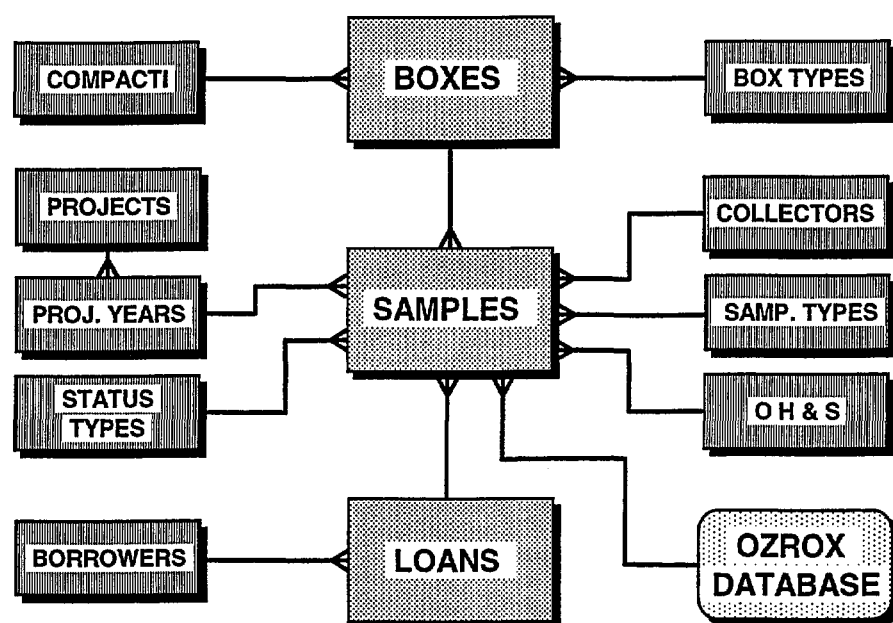 COMPACTI
BOXES
BOX TYPES
PROJECTS
COLLECTORS
PROJ. YEARS
SAMPLES
SAMP. TYPES
STATUS
TYPES
O H & S
BORROWERS
LOANS
OZROX
DATABASE